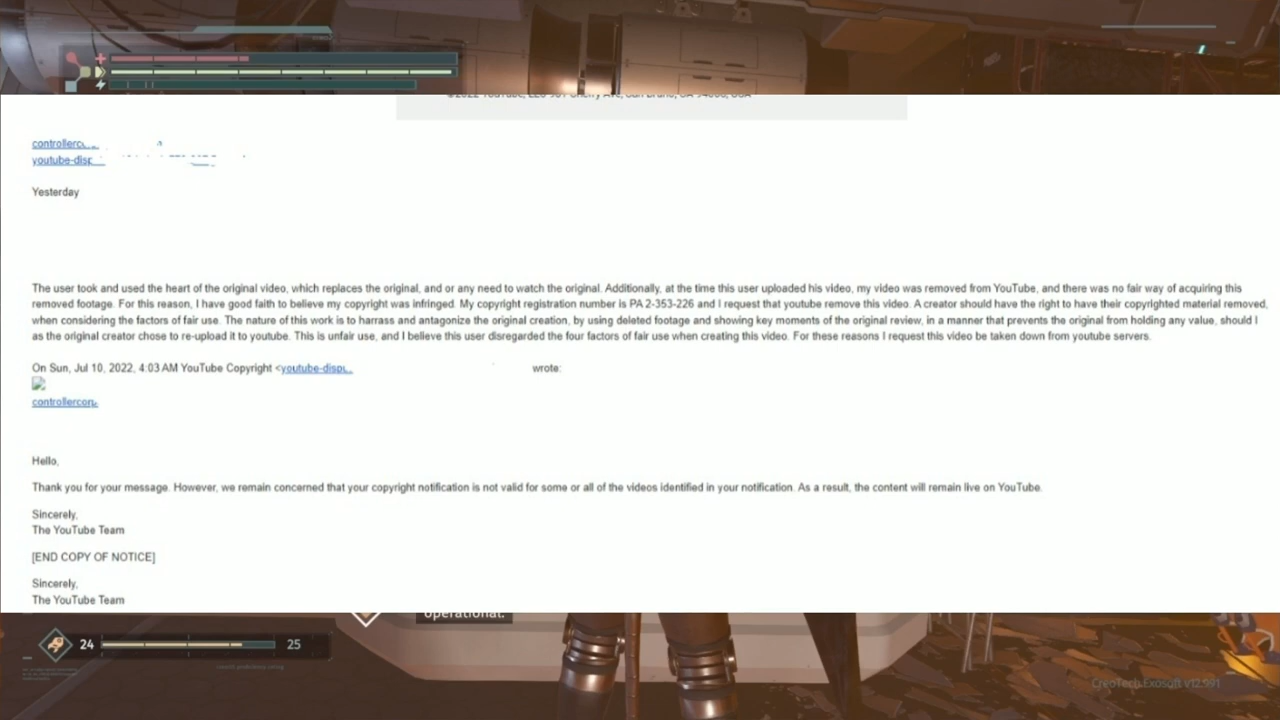 controllerc
youtube-disp
Yesterday
The user took and used the heart of the original video, which replaces the original, and or any need to watch the original. Additionally, at the time this user uploaded his video, my video was removed from YouTube, and there was no fair way of acquiring this
removed footage. For this reason, I have good faith to believe my copyright was infringed. My copyright registration number is PA 2-353-226 and I request that youtube remove this video. A creator should have the right to have their copyrighted material removed,
when considering the factors of fair use. The nature of this work is to harrass and antagonize the original creation, by using deleted footage and showing key moments of the original review, in a manner that prevents the original from holding any value, should I
as the original creator chose to re-upload it to youtube. This is unfair use, and I believe this user disregarded the four factors of fair use when creating this video. For these reasons I request this video be taken down from youtube servers.
On Sun, Jul 10, 2022, 4:03 AM YouTube Copyright <youtube-dispu wrote:
controllercon
Hello,
Thank you for your message. However, we remain concerned that your copyright notification is not valid for some or all of the videos identified in your notification. As a result, the content will remain live on YouTube.
Sincerely,
The YouTube Team
[END COPY OF NOTICE]
Sincerely,
The YouTube Team
operational.
24 25
CreoTech.Exosoft v12.991